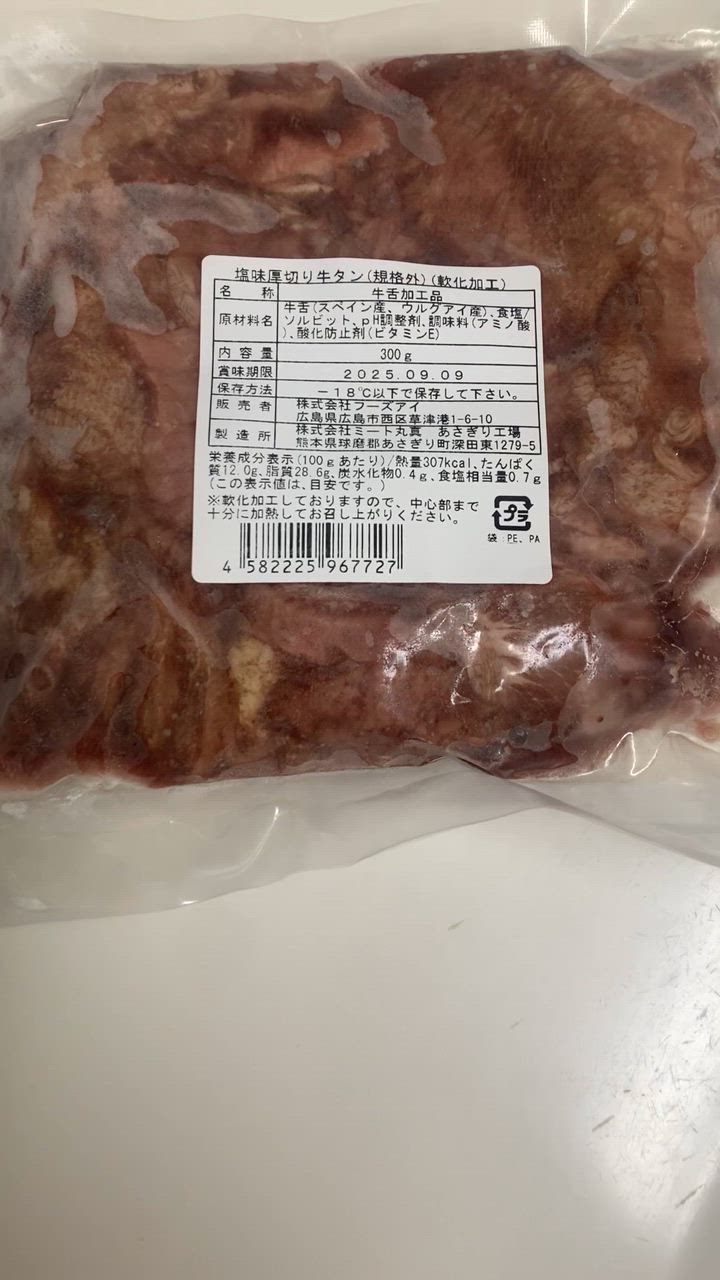 塩味厚切り牛タン(規格外)(軟化加工)
名称 牛舌加工品
原材料名 牛舌(スペイン産、ウルグアイ産)、食塩/
ソルビット、pH調整剤、調味料(アミノ酸
)、酸化防止剤(ビタミンE)
内容量 300g
賞味期限 2025.09.09
保存方法 −18℃以下で保存して下さい。
販売者 株式会社フーズアイ
広島県広島市西区草津港1-6-10
製造所 株式会社ミート丸真 あさぎり工場
熊本県球磨郡あさぎり町深田東1279-5
栄養成分表示(100gあたり)/熱量307kcal、たんぱく
質12.0g、脂質28.6g、炭水化物0.4g、食塩相当量0.7g
(この表示値は、目安です。)
※軟化加工しておりますので、中心部まで
十分に加熱してお召し上がりください。
プラ
袋:PE、PA
4 582225 967727